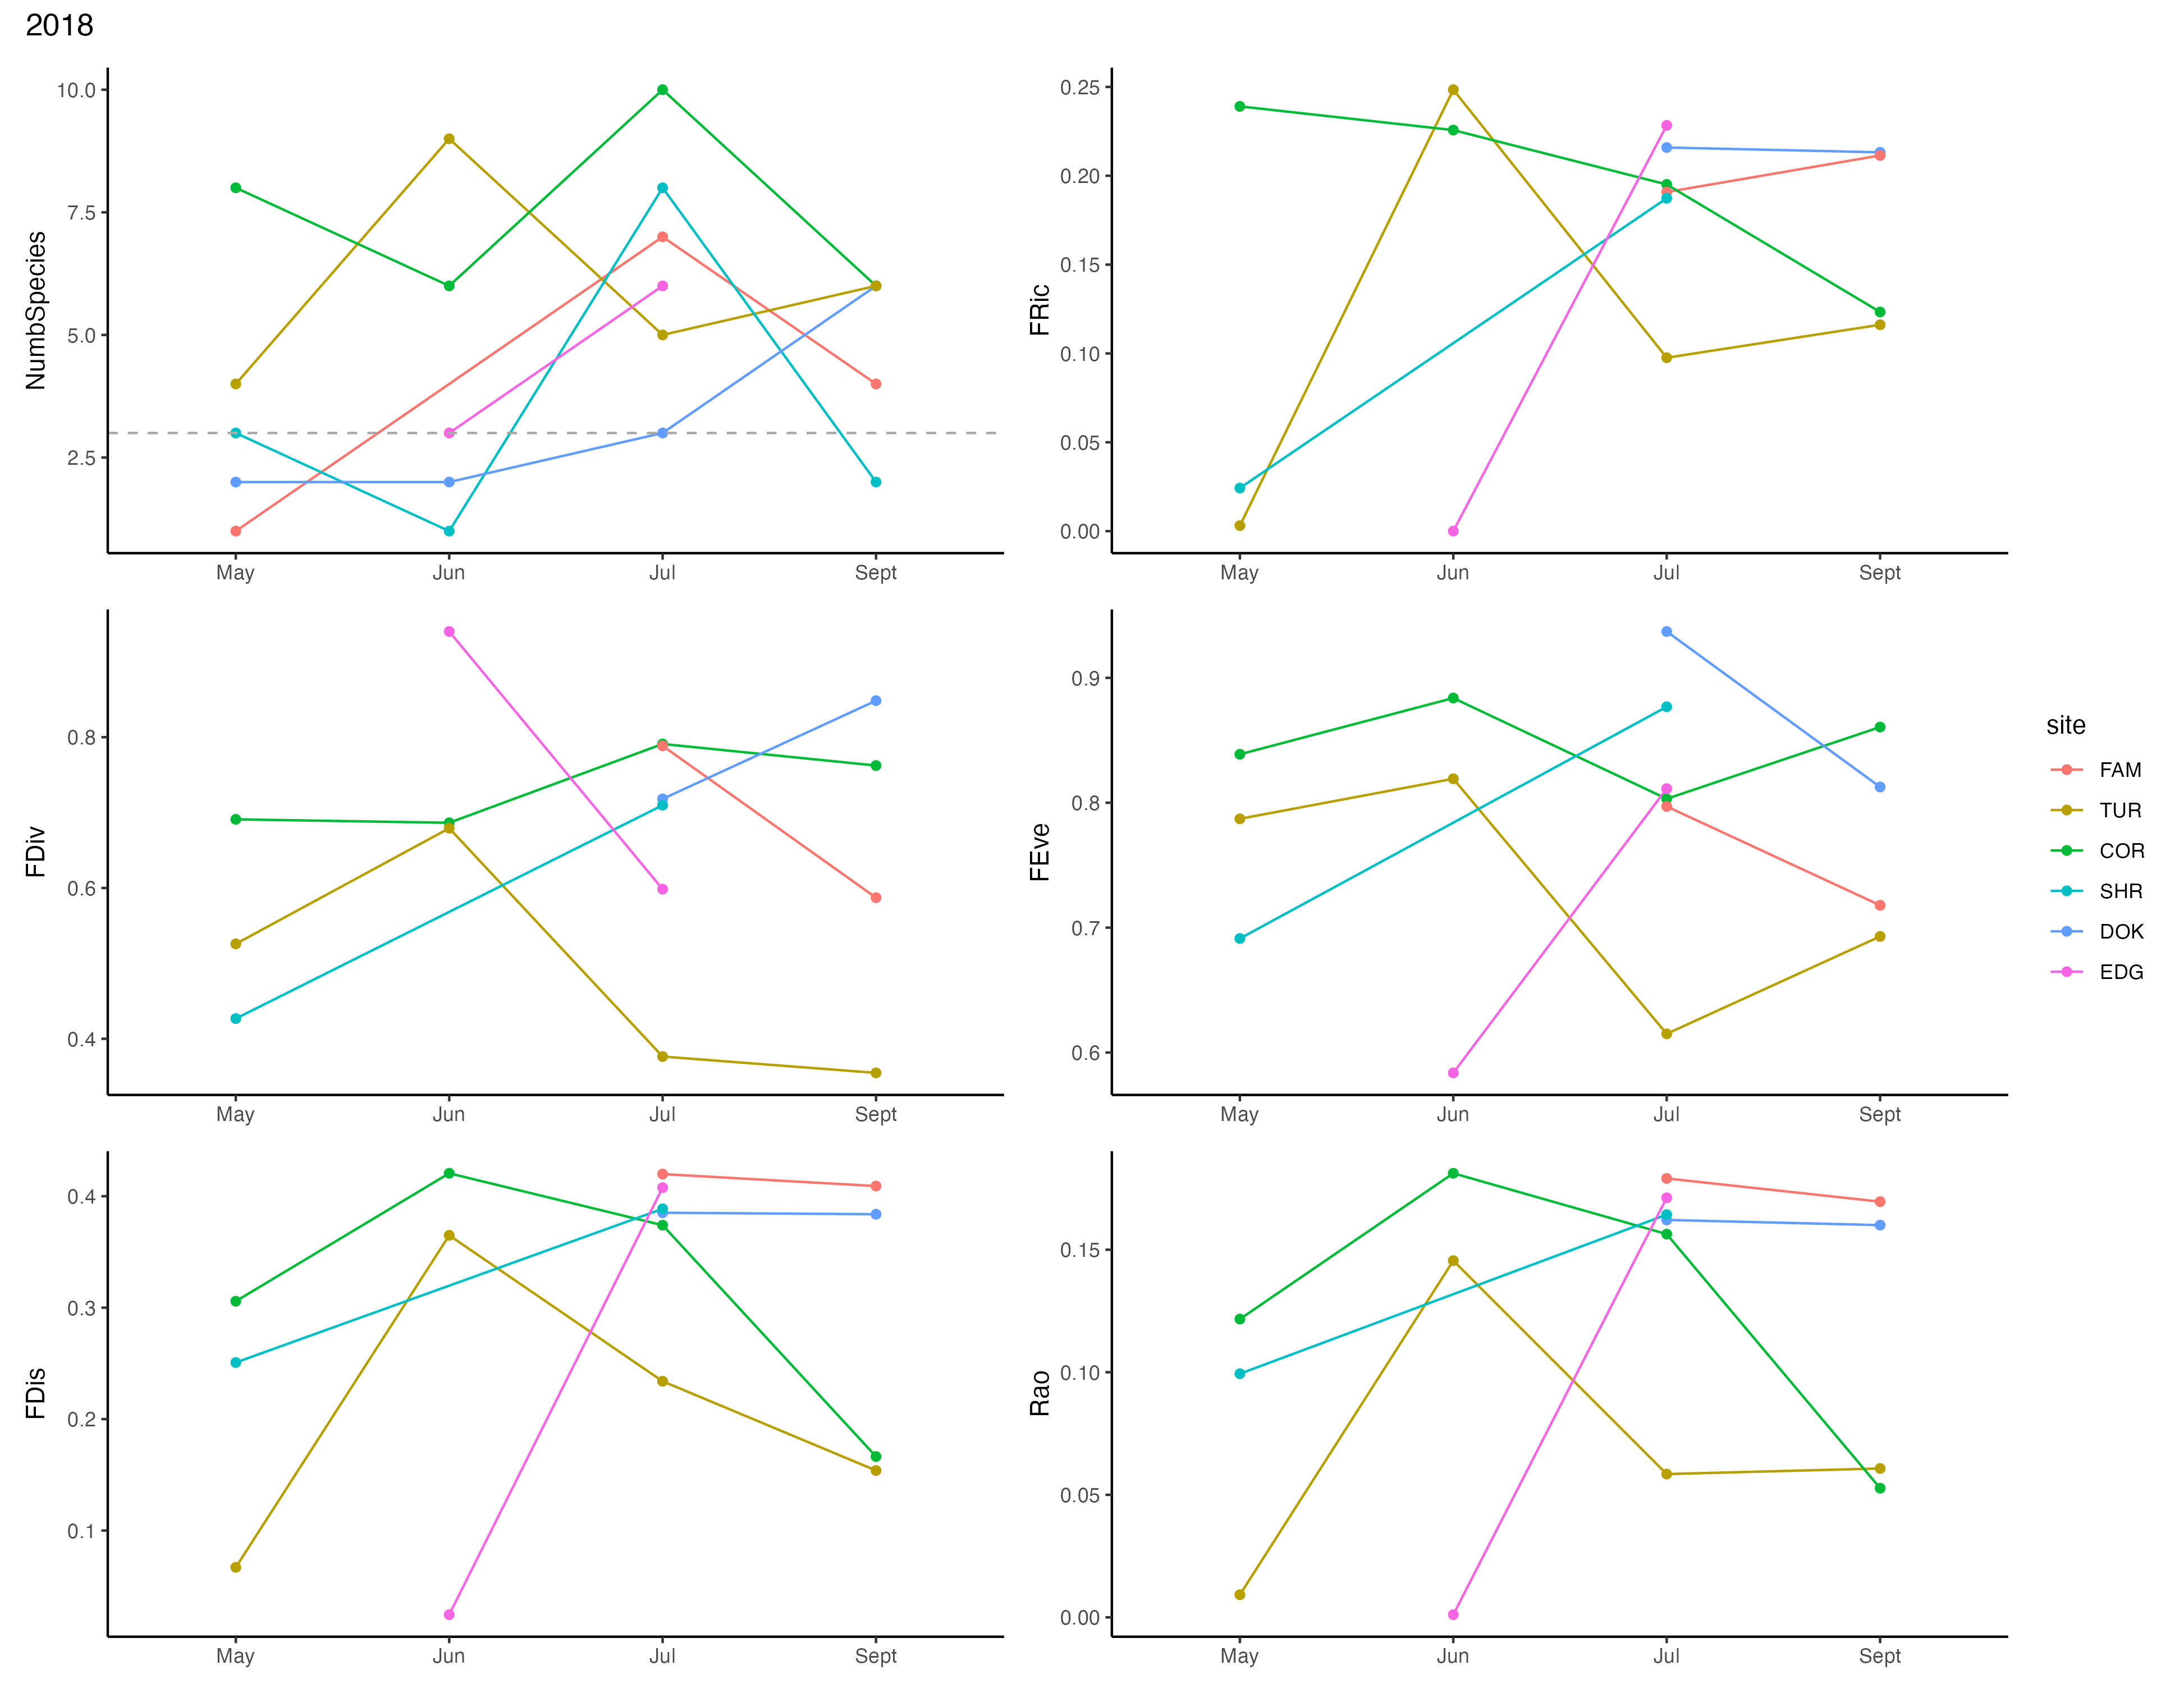 2018
NumbSpecies
10.0
7.5
5.0
2.5
May Jun Jul Sept
FRic
0.25
0.20
0.15
0.10
0.05
0.00
May Jun Jul Sept
FDiv
0.8
0.6
0.4
May Jun Jul Sept
FEve
0.9
0.8
0.7
0.6
May Jun Jul Sept
FDis
0.4
0.3
0.2
0.1
May Jun Jul Sept
Rao
0.15
0.10
0.05
0.00
May Jun Jul Sept
site
FAM
TUR
COR
SHR
DOK
EDG